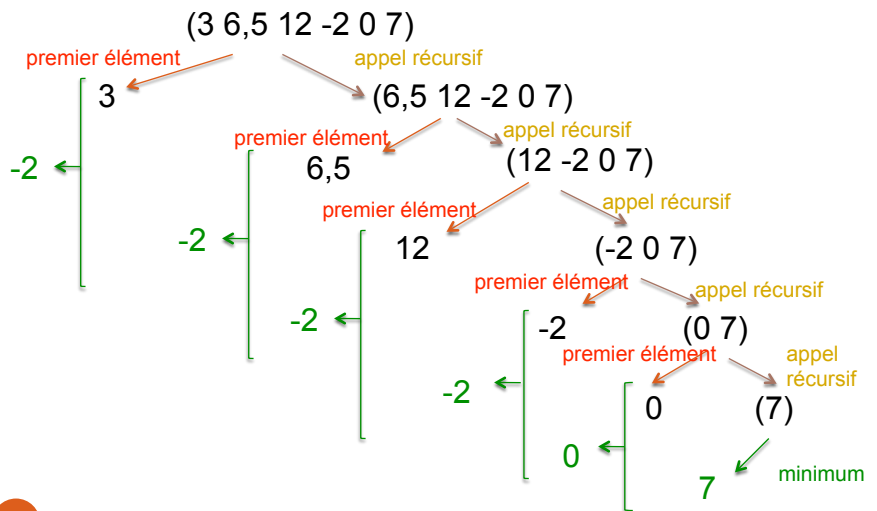 (3 6,5 12 -2 0 7)
premier élément
appel récursif
3
(6,5 12 -2 0 7)
premier élément
appel récursif
-2
6,5
(12 -2 0 7)
premier élément
appel récursif
-2
12
(-2 0 7)
premier élément
appel récursif
-2
-2
(0 7)
premier élément
appel
récursif
-2
0
(7)
0
7
minimum